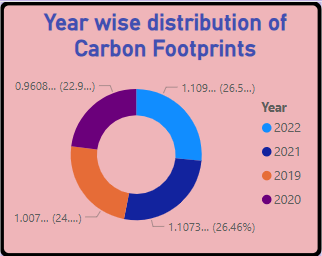 Year wise distribution of
Carbon Footprints
0.9608... (22.9...)
1.109... (26.5...)
Year
2022
2021
2019
2020
1.007... (24....)
1.1073... (26.46%)